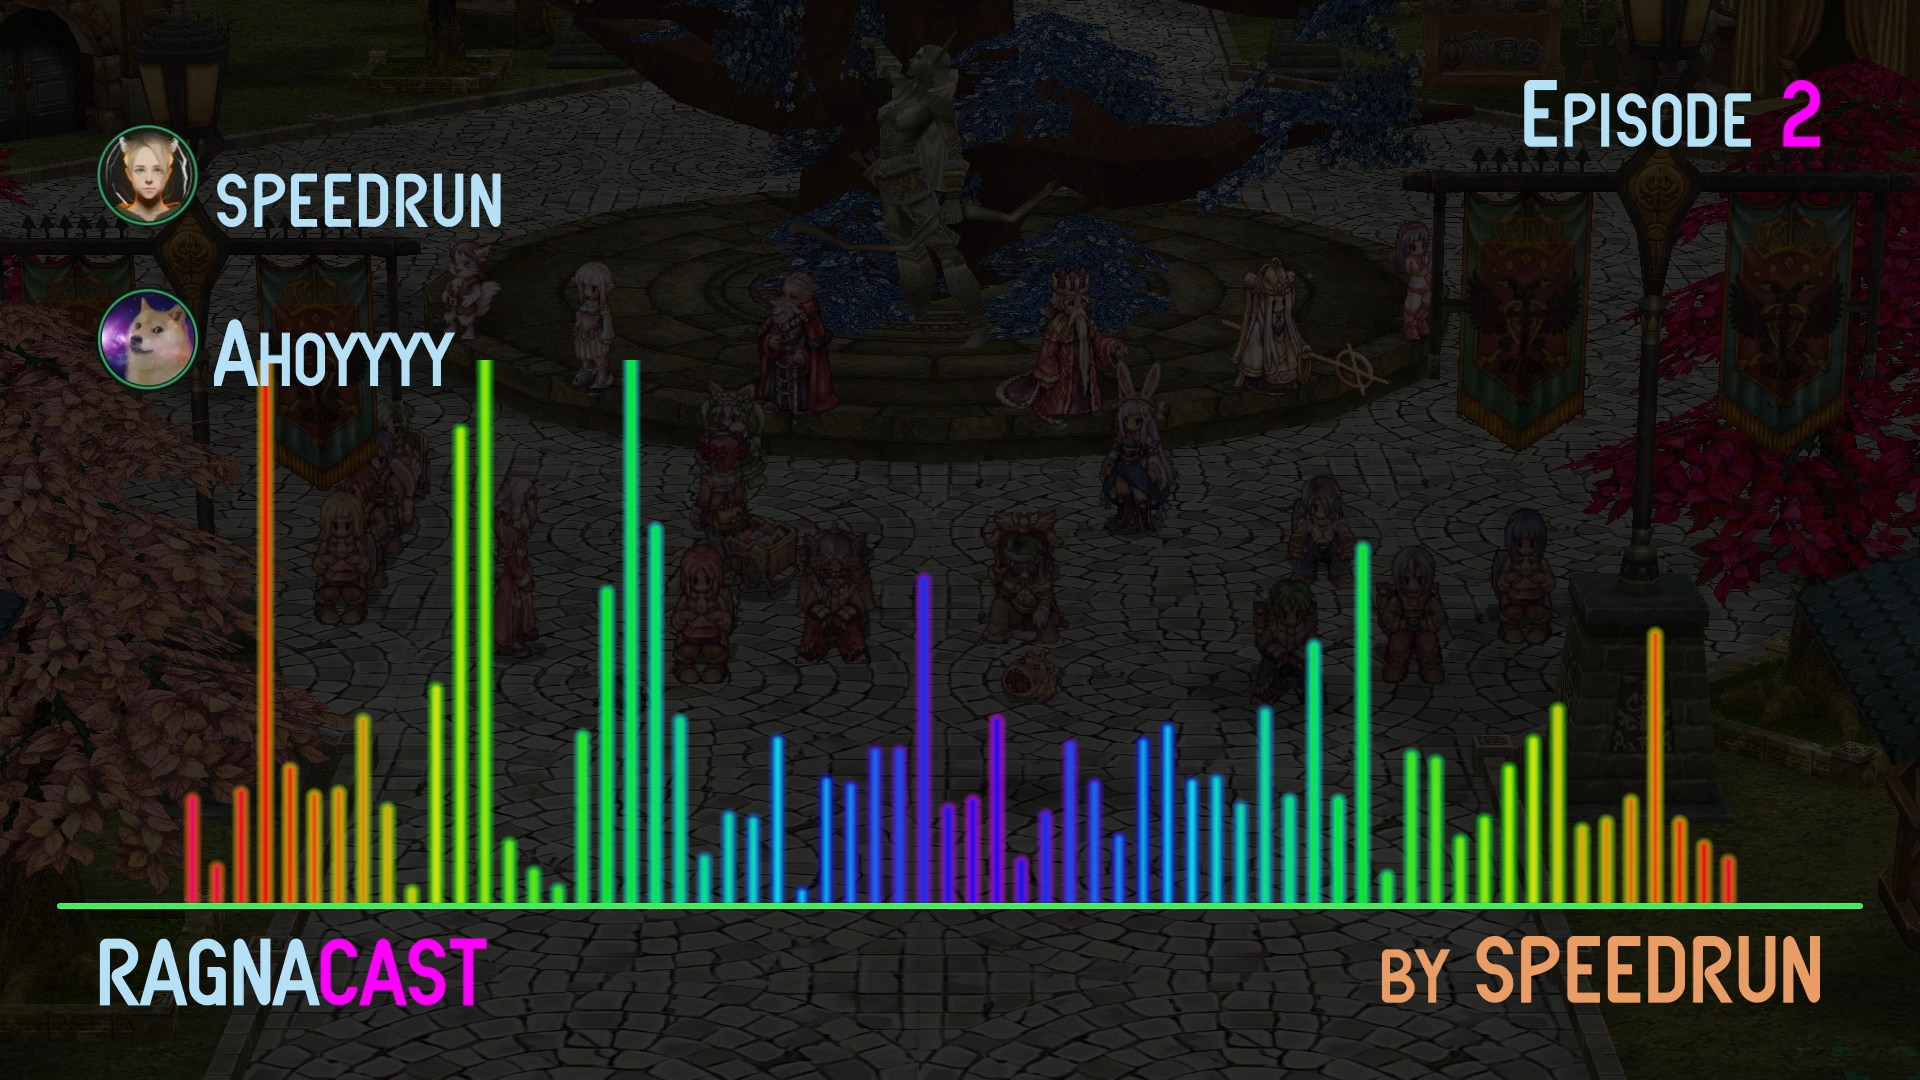 Episode 2
SPEEDRUN
Ahoyyyy
RAGNACAST
BY SPEEDRUN